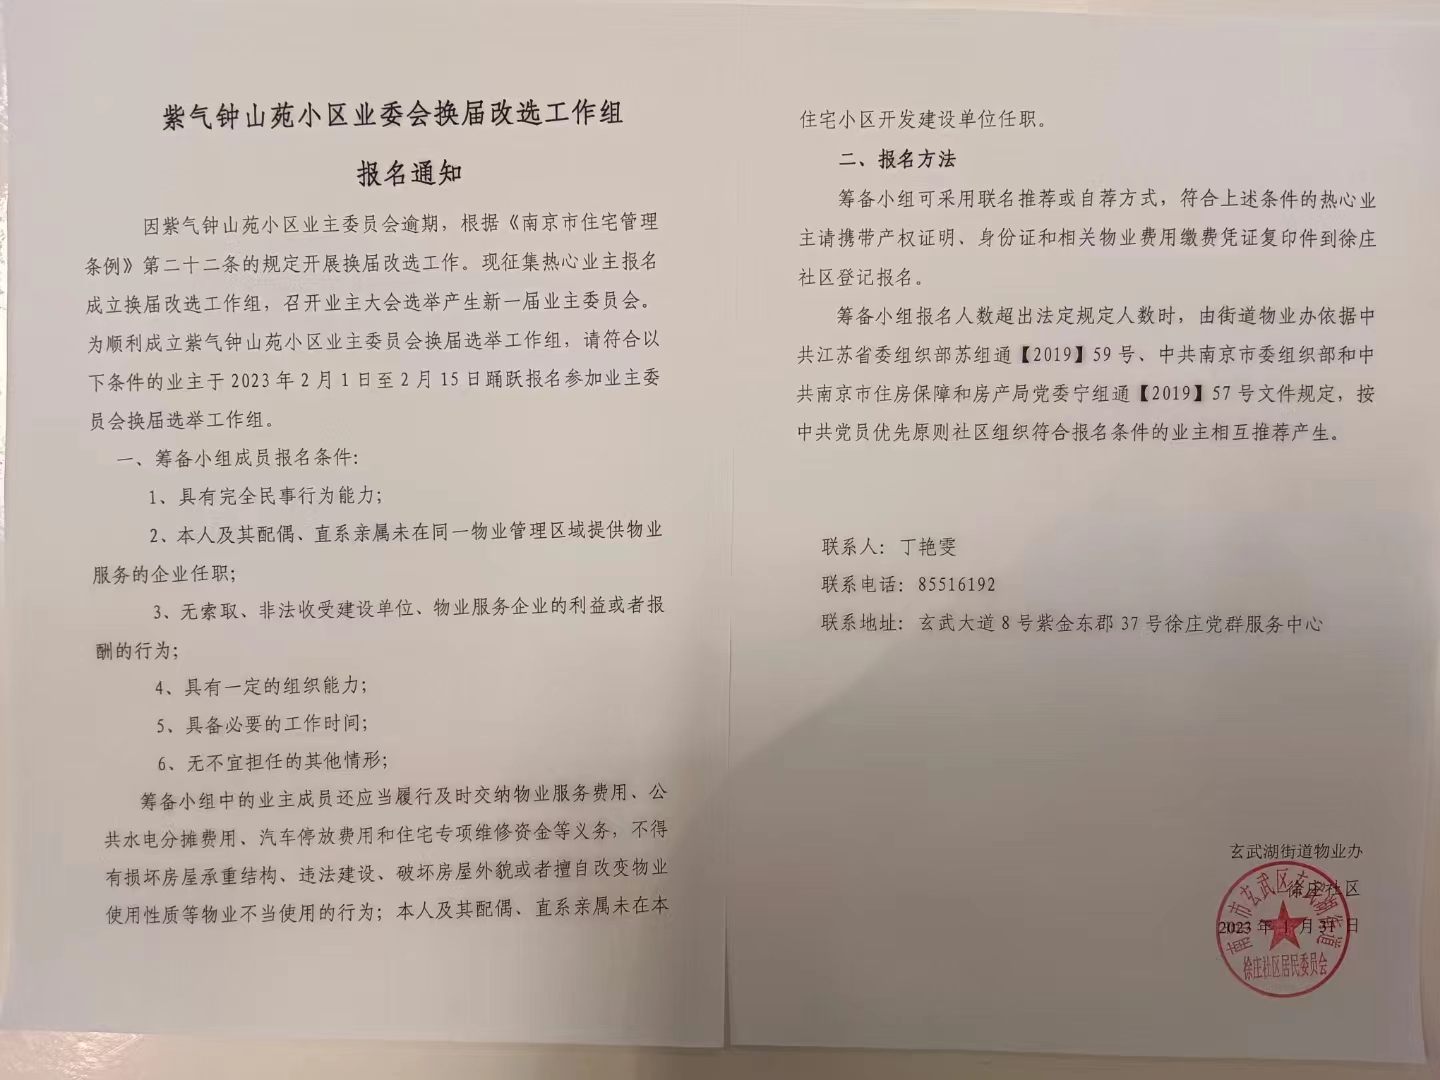 紫气钟山苑小区业委会换届改选工作组
报名通知
因紫气钟山苑小区业主委员会逾期，根据《南京市住宅管理
条例》第二十二条的规定开展换届改选工作。现征集热心业主报名
成立换届改选工作组，召开业主大会选举产生新一届业主委员会。
为顺利成立紫气钟山苑小区业主委员会换届选举工作组，请符合以
下条件的业主于2023年2月1日至2月15日踊跃报名参加业主委
员会换届选举工作组。
一、筹备小组成员报名条件：
1、具有完全民事行为能力；
2、本人及其配偶、直系亲属未在同一物业管理区域提供物业
服务的企业任职；
3、无索取、非法收受建设单位、物业服务企业的利益或者报
酬的行为；
4、具有一定的组织能力；
5、具备必要的工作时间；
6、无不宜担任的其他情形；
筹备小组中的业主成员还应当履行及时交纳物业服务费用、公
共水电分摊费用、汽车停放费用和住宅专项维修资金等义务，不得
有损坏房屋承重结构、违法建设、破坏房屋外貌或者擅自改变物业
使用性质等物业不当使用的行为；本人及其配偶、直系亲属未在本
住宅小区开发建设单位任职。
二、报名方法
筹备小组可采用联名推荐或自荐方式，符合上述条件的热心业
主请携带产权证明、身份证和相关物业费用缴费凭证复印件到徐庄
社区登记报名。
筹备小组报名人数超出法定规定人数时，由街道物业办依据中
共江苏省委组织部苏组通【2019】59号、中共南京市委组织部和中
共南京市住房保障和房产局党委宁组通【2019】57号文件规定，按
中共党员优先原则社区组织符合报名条件的业主相互推荐产生。
联系人：丁艳雯
联系电话：85516192
联系地址：玄武大道8号紫金东郡37号徐庄党群服务中心
玄武湖街道物业办
徐庄社区
2023年1月31日
南京市玄武区玄武湖街道
徐庄社区居民委员会